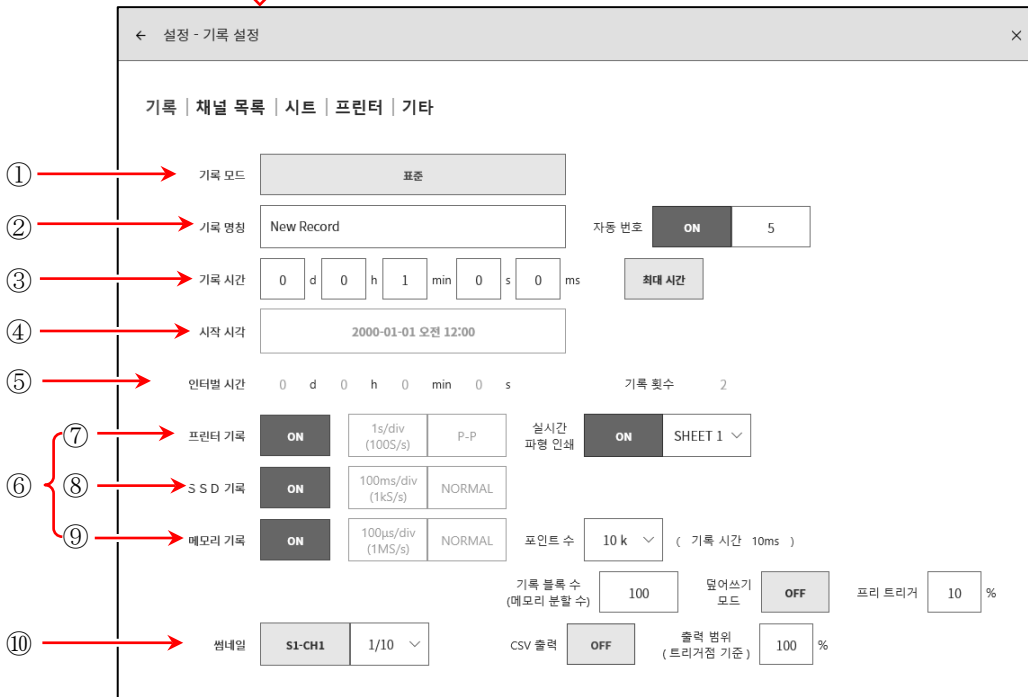 ← 설정 - 기록 설정 ×
기록 | 채널 목록 | 시트 | 프린터 | 기타
① 기록 모드 표준
② 기록 명칭 New Record 자동 번호 ON 5
③ 기록 시간 0 d 0 h 1 min 0 s 0 ms 최대 시간
④ 시작 시각 2000-01-01 오전 12:00
⑤ 인터벌 시간 0 d 0 h 0 min 0 s 기록 횟수 2
⑥
⑦ 프린터 기록 ON 1s/div (100S/s) P-P 실시간 파형 인쇄 ON SHEET 1
⑧ S S D 기록 ON 100ms/div (1kS/s) NORMAL
⑨ 메모리 기록 ON 100μs/div (1MS/s) NORMAL 포인트 수 10 k ( 기록 시간 10ms )
기록 블록 수 (메모리 분할 수) 100 덮어쓰기 모드 OFF 프리 트리거 10 %
⑩ 썸네일 S1-CH1 1/10 CSV 출력 OFF 출력 범위 ( 트리거점 기준 ) 100 %